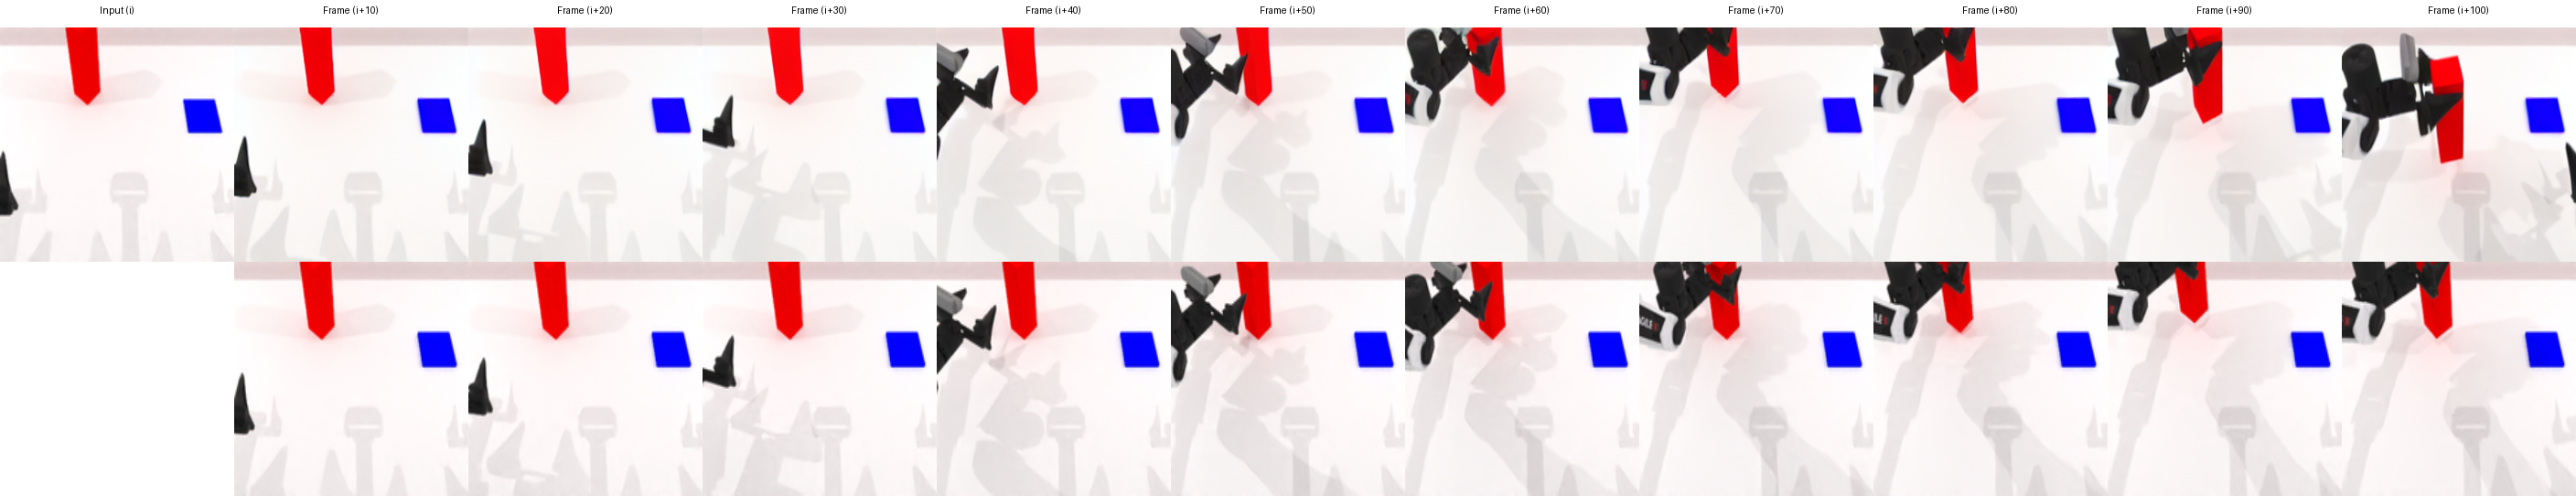 Input (i)
Frame (i+10)
Frame (i+20)
Frame (i+30)
Frame (i+40)
Frame (i+50)
Frame (i+60)
Frame (i+70)
Frame (i+80)
Frame (i+90)
Frame (i+100)